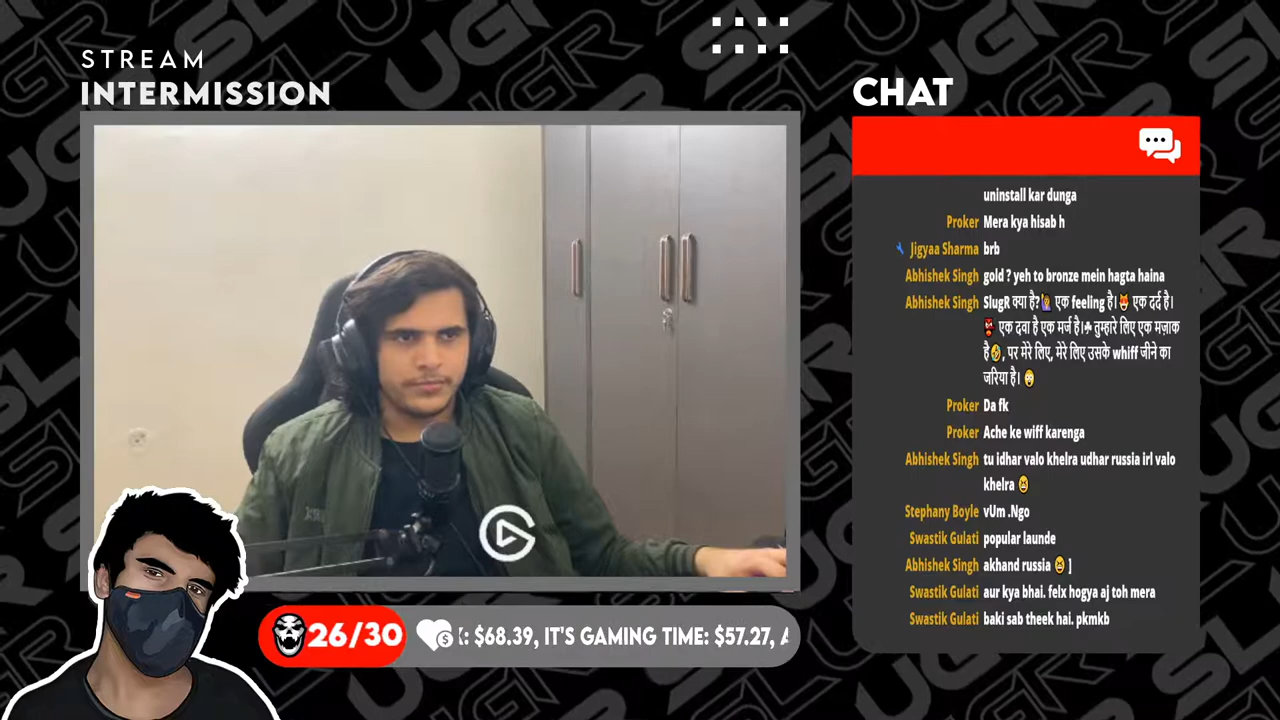 STREAM
INTERMISSION
CHAT
uninstall kar dunga
Proker Mera kya hisab h
Jigyaa Sharma brb
Abhishek Singh gold ? yeh to bronze mein hagta haina
Abhishek Singh SlugR क्या है?🙋 एक feeling है।😼 एक दर्द है।
👺 एक दवा है एक मर्ज है।☘ तुम्हारे लिए एक मज़ाक
है🤣, पर मेरे लिए, मेरे लिए उसके whiff जीने का
जरिया है। 😳
Proker Da fk
Proker Ache ke wiff karenga
Abhishek Singh tu idhar valo khelra udhar russia irl valo
khelra 😫
Stephany Boyle vUm .Ngo
Swastik Gulati popular launde
Abhishek Singh akhand russia 😫 ]
Swastik Gulati aur kya bhai. felx hogya aj toh mera
Swastik Gulati baki sab theek hai. pkmkb
26/30
: $68.39, IT'S GAMING TIME: $57.27,